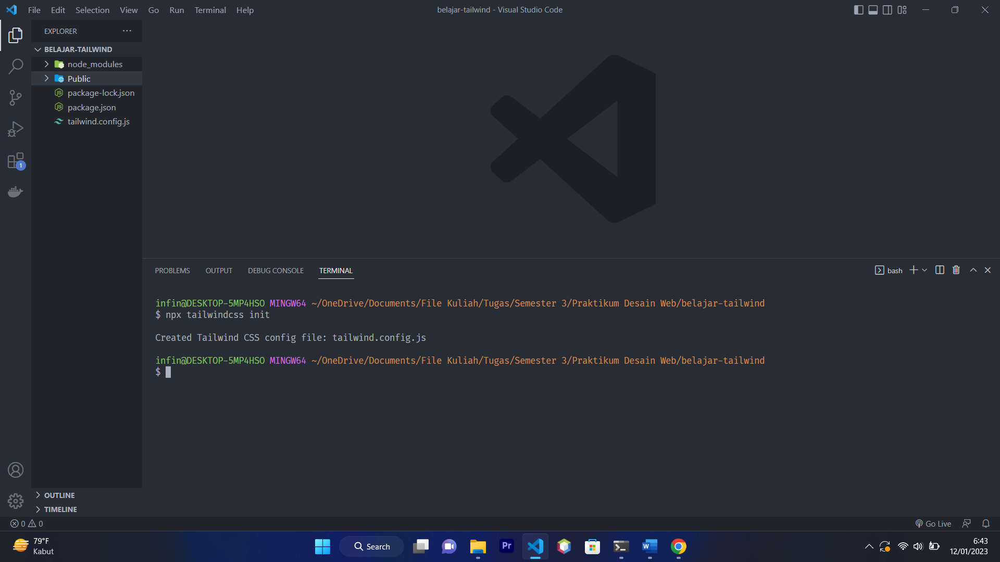 File Edit Selection View Go Run Terminal Help
belajar-tailwind - Visual Studio Code
EXPLORER
BELAJAR-TAILWIND
node_modules
Public
package-lock.json
package.json
tailwind.config.js
1
PROBLEMS OUTPUT DEBUG CONSOLE TERMINAL
bash
infin@DESKTOP-5MP4HSO MINGW64 ~/OneDrive/Documents/File Kuliah/Tugas/Semester 3/Praktikum Desain Web/belajar-tailwind
$ npx tailwindcss init
Created Tailwind CSS config file: tailwind.config.js
infin@DESKTOP-5MP4HSO MINGW64 ~/OneDrive/Documents/File Kuliah/Tugas/Semester 3/Praktikum Desain Web/belajar-tailwind
$
OUTLINE
TIMELINE
0 0
Go Live
79°F
Kabut
Search
Pr
W
6:43
12/01/2023